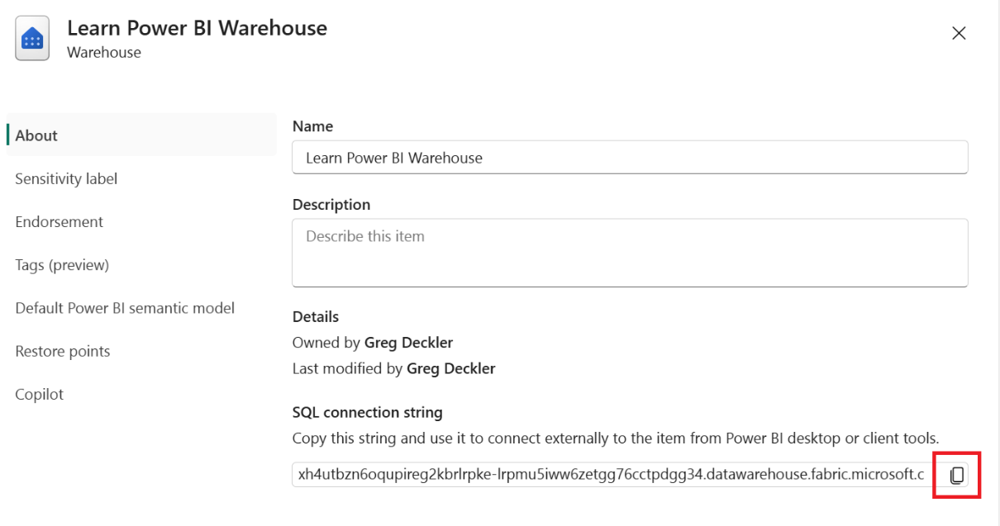 Learn Power BI Warehouse
Warehouse
About
Sensitivity label
Endorsement
Tags (preview)
Default Power BI semantic model
Restore points
Copilot
Name
Learn Power BI Warehouse
Description
Describe this item
Details
Owned by Greg Deckler
Last modified by Greg Deckler
SQL connection string
Copy this string and use it to connect externally to the item from Power BI desktop or client tools.
xh4utbzn6oqupireg2kbrlrpke-lrpmu5iww6zetgg76cctpdgg34.datawarehouse.fabric.microsoft.c